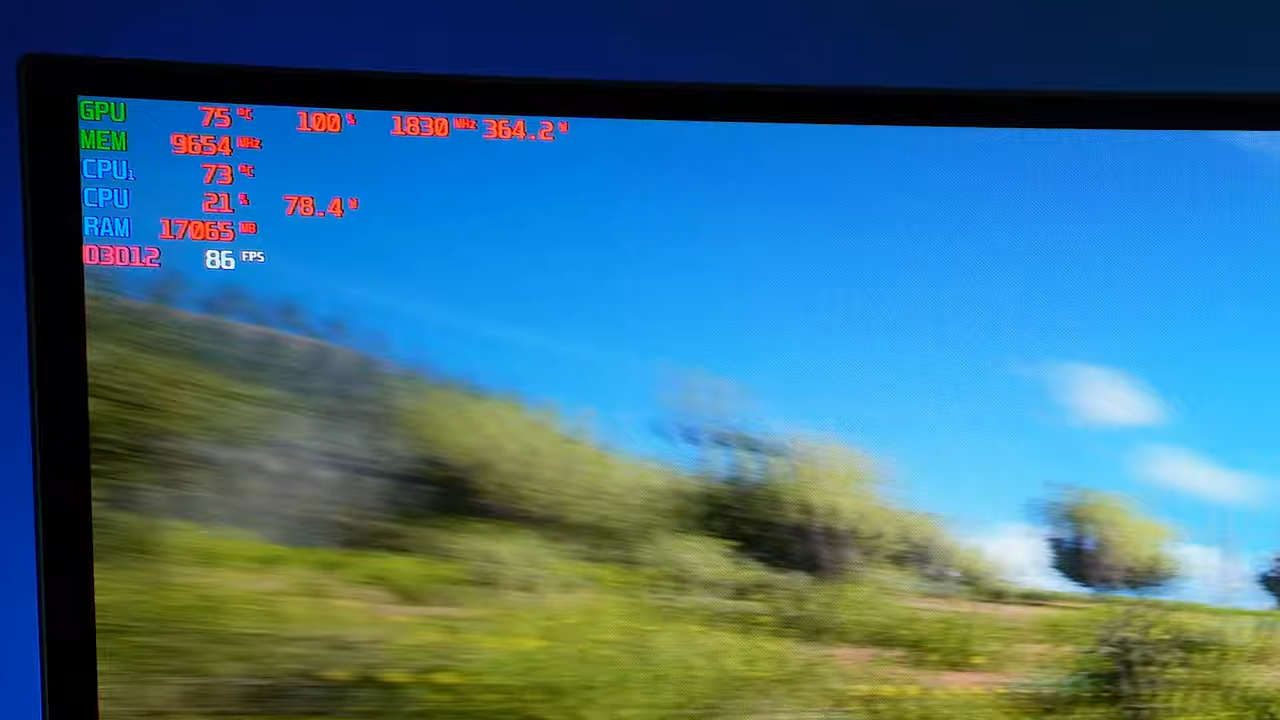 GPU 75 °C 100 % 1830 MHz 364.2 W
MEM 9654 MHz
CPU1 73 °C
CPU 21 % 78.4 W
RAM 17065 MB
D3D12 86 FPS